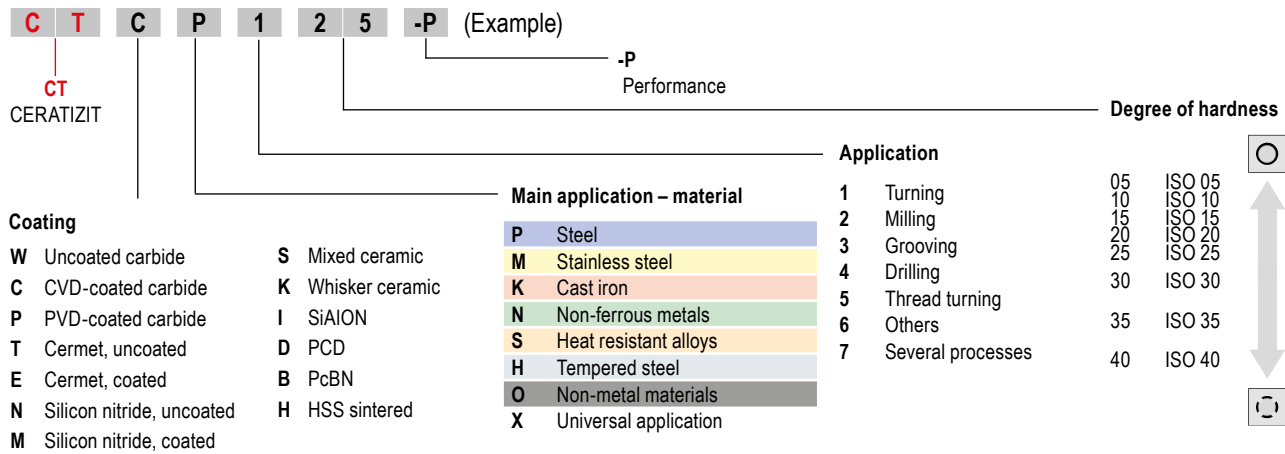 C T C P 1 2 5 -P (Example)
-P
Performance
CT
CERATIZIT
Degree of hardness
05 ISO 05
10 ISO 10
15 ISO 15
20 ISO 20
25 ISO 25
30 ISO 30
35 ISO 35
40 ISO 40
Application
1 Turning
2 Milling
3 Grooving
4 Drilling
5 Thread turning
6 Others
7 Several processes
Main application – material
P Steel
M Stainless steel
K Cast iron
N Non-ferrous metals
S Heat resistant alloys
H Tempered steel
O Non-metal materials
X Universal application
Coating
W Uncoated carbide
C CVD-coated carbide
P PVD-coated carbide
T Cermet, uncoated
E Cermet, coated
N Silicon nitride, uncoated
M Silicon nitride, coated
S Mixed ceramic
K Whisker ceramic
I SiAlON
D PCD
B PcBN
H HSS sintered